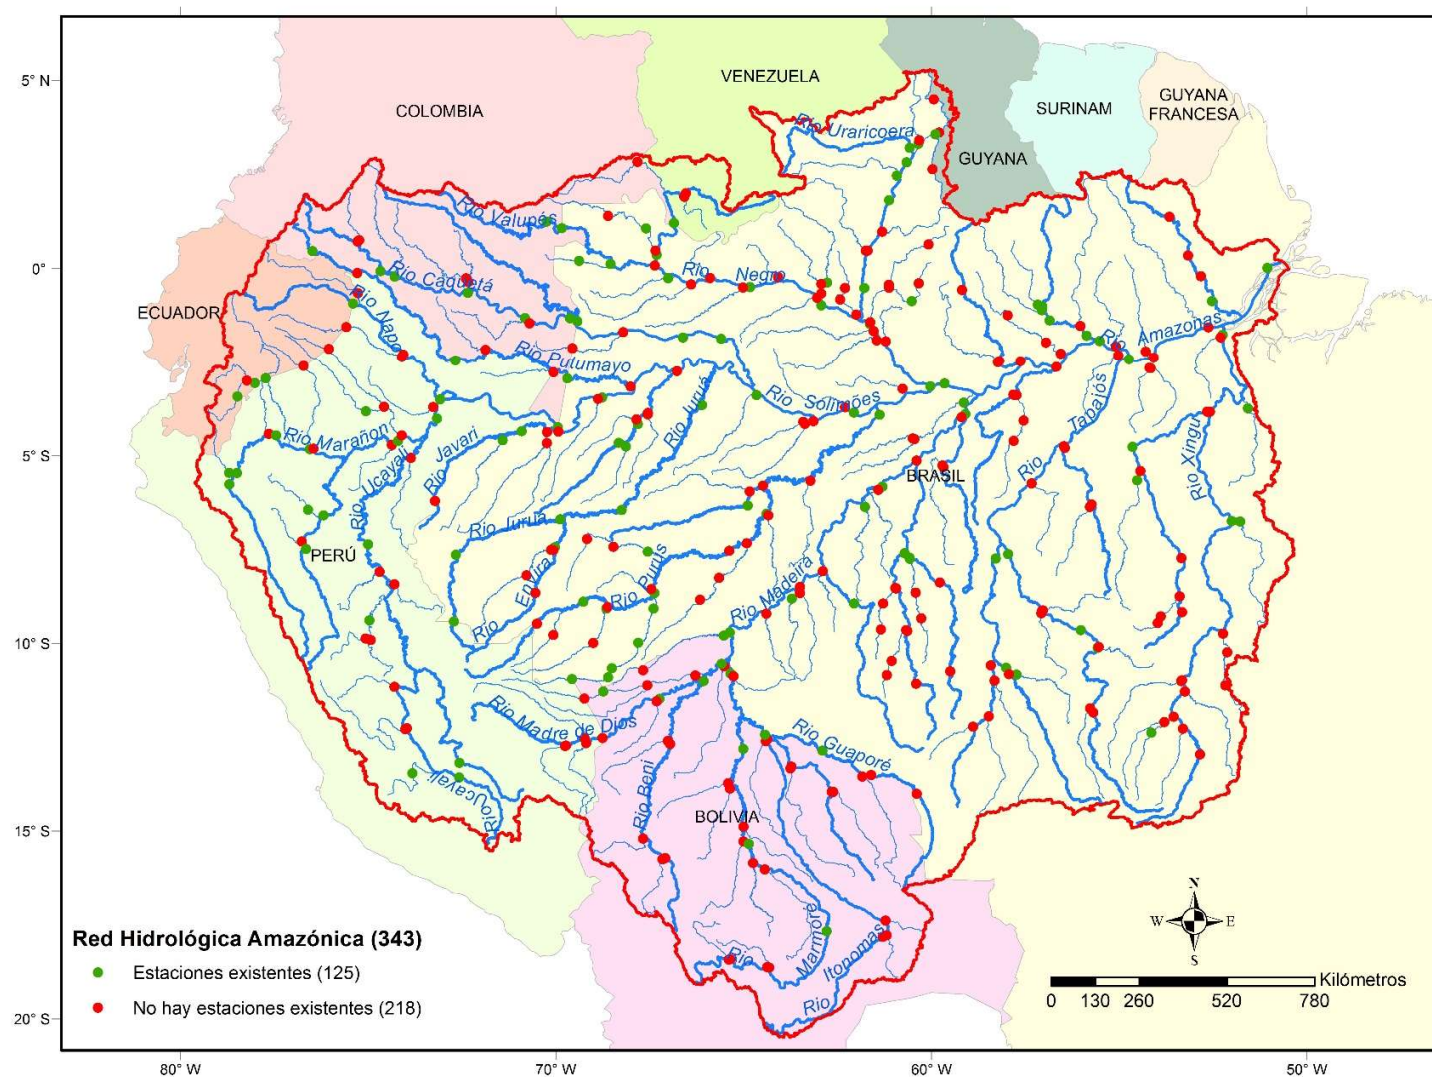 5° N
0°
5° S
10° S
15° S
20° S
80° W
70° W
60° W
50° W
VENEZUELA
COLOMBIA
GUYANA
FRANCESA
SURINAM
GUYANA
ECUADOR
PERÚ
BRASIL
BOLIVIA
Rio Uraricoera
Rio Valupés
Rio Caquetá
Rio Negro
Rio Napo
Rio Putumayo
Rio Amazonas
Rio Solimões
Rio Juruá
Rio Tapajós
Rio Xingu
Rio Marañon
Rio Ucayali
Rio Javari
Rio Jurua
Rio Envira
Rio Purus
Rio Madeira
Rio Madre de Dios
Rio Guaporé
Rio Beni
Rio Ucayali
Rio Marmoré
Rio Itonomas
N
W E
S
Red Hidrológica Amazónica (343)
Estaciones existentes (125)
No hay estaciones existentes (218)
Kilómetros
0 130 260 520 780